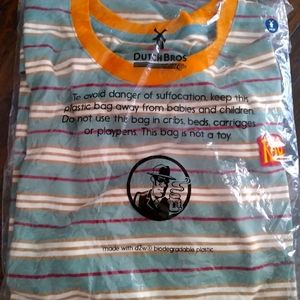 DUTCH BROS
To avoid danger of suffocation, keep this
plastic bag away from babies and children.
Do not use this bag in cribs, beds, carriages
or playpens. This bag is not a toy.
made with d2w® biodegradable plastic